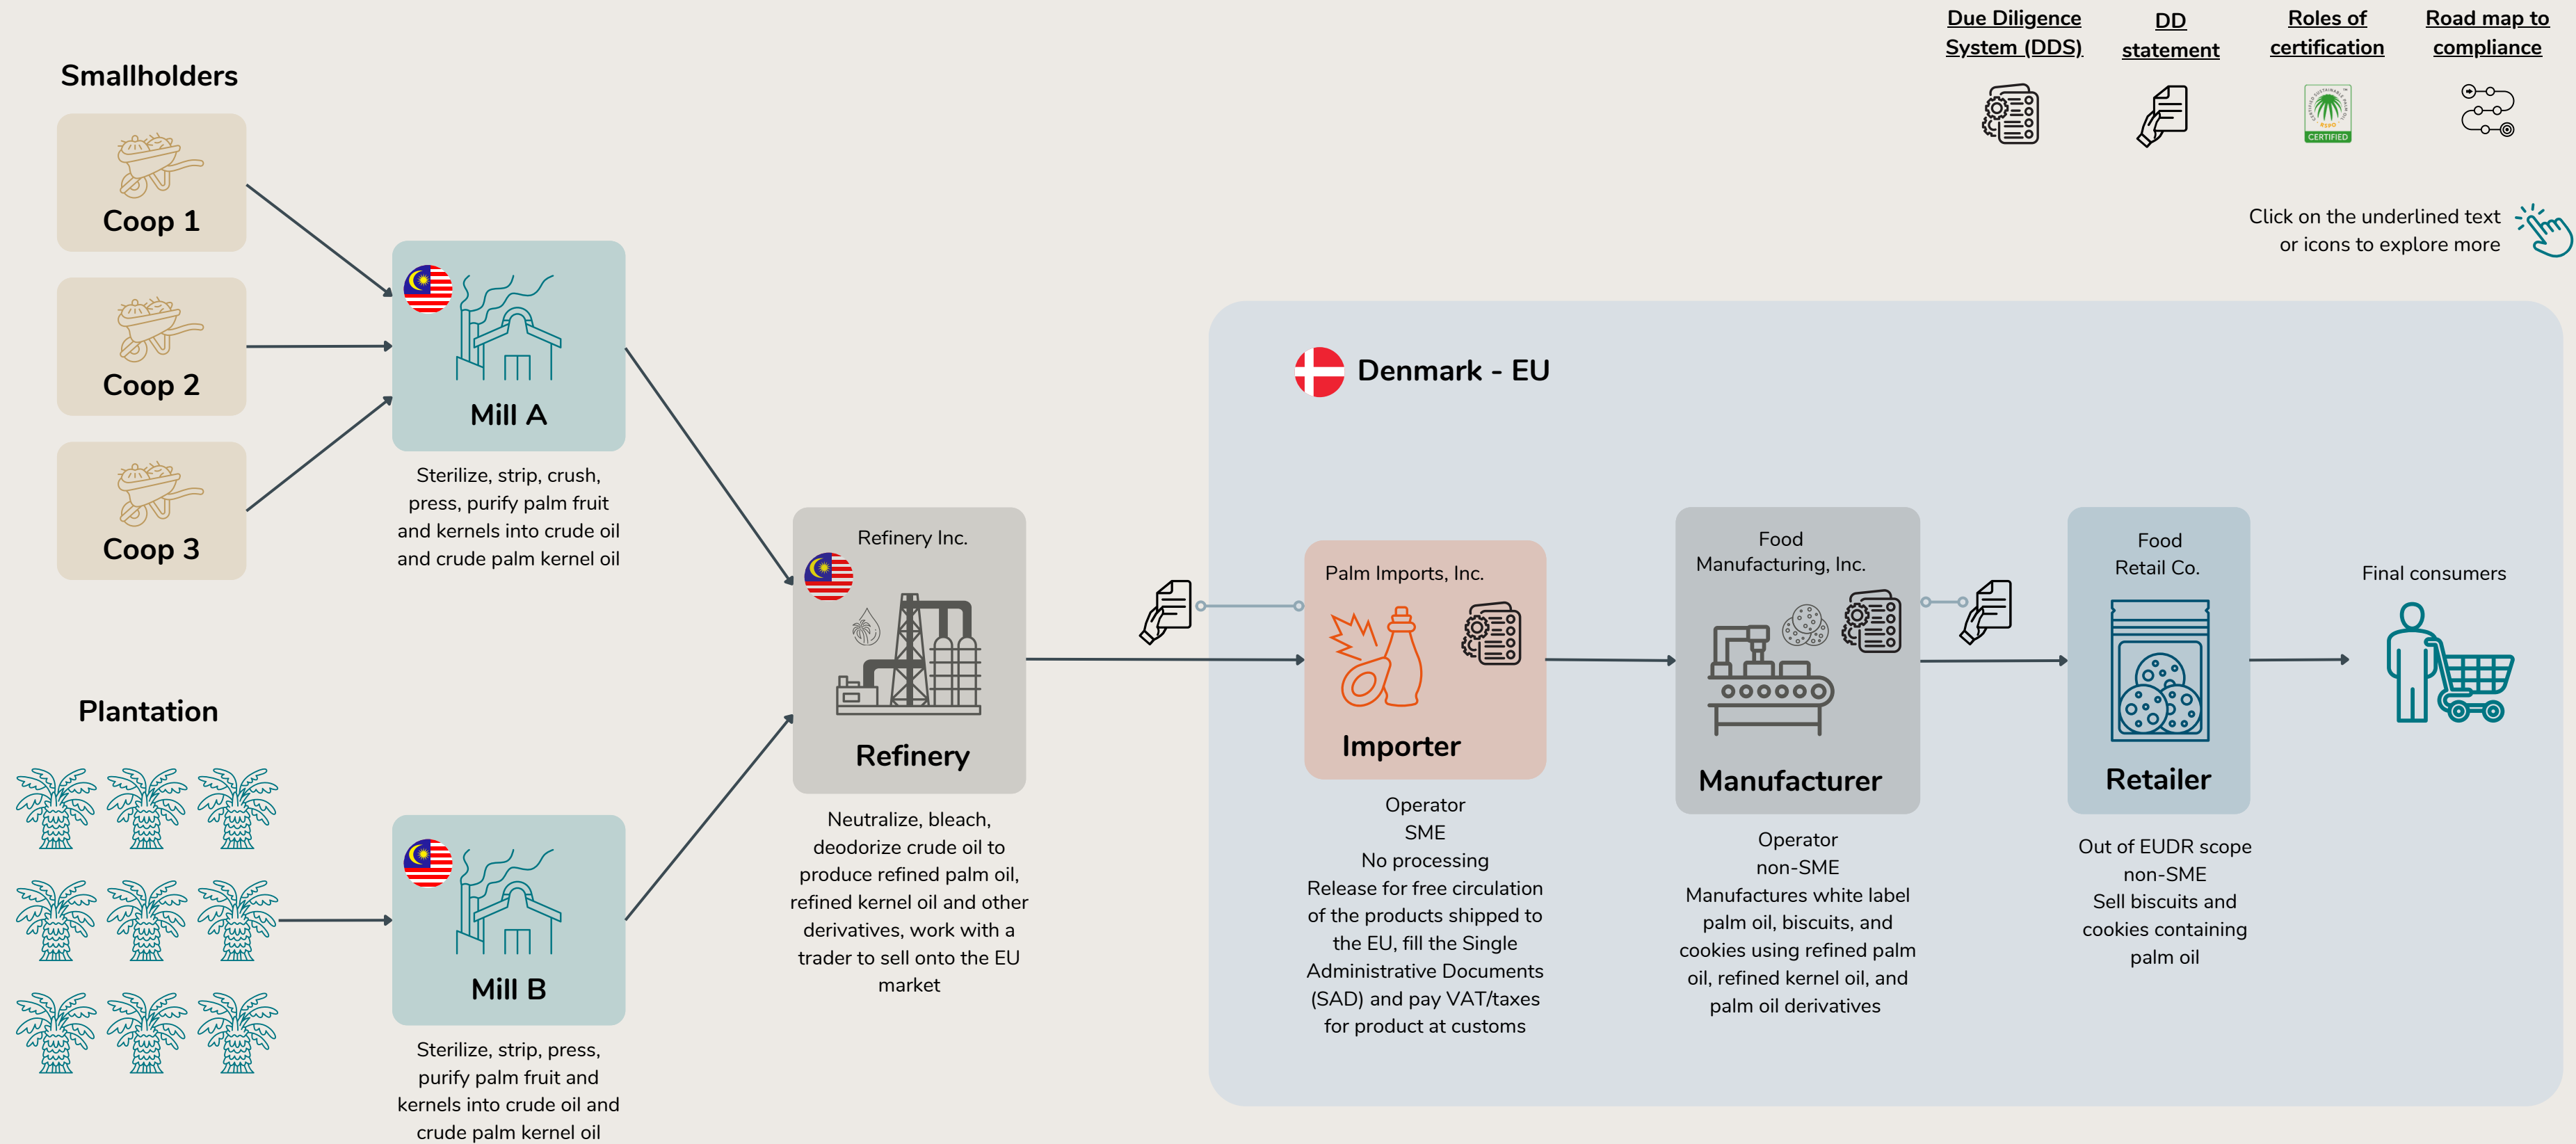 Due Diligence
System (DDS)
DD
statement
Roles of
certification
Road map to
compliance
RSPO
CERTIFIED
Click on the underlined text
or icons to explore more
Smallholders
Coop 1
Coop 2
Coop 3
Mill A
Sterilize, strip, crush,
press, purify palm fruit
and kernels into crude oil
and crude palm kernel oil
Plantation
Mill B
Sterilize, strip, press,
purify palm fruit and
kernels into crude oil and
crude palm kernel oil
Refinery Inc.
Refinery
Neutralize, bleach,
deodorize crude oil to
produce refined palm oil,
refined kernel oil and other
derivatives, work with a
trader to sell onto the EU
market
Denmark - EU
Palm Imports, Inc.
Importer
Operator
SME
No processing
Release for free circulation
of the products shipped to
the EU, fill the Single
Administrative Documents
(SAD) and pay VAT/taxes
for product at customs
Food
Manufacturing, Inc.
Manufacturer
Operator
non-SME
Manufactures white label
palm oil, biscuits, and
cookies using refined palm
oil, refined kernel oil, and
palm oil derivatives
Food
Retail Co.
Retailer
Out of EUDR scope
non-SME
Sell biscuits and
cookies containing
palm oil
Final consumers